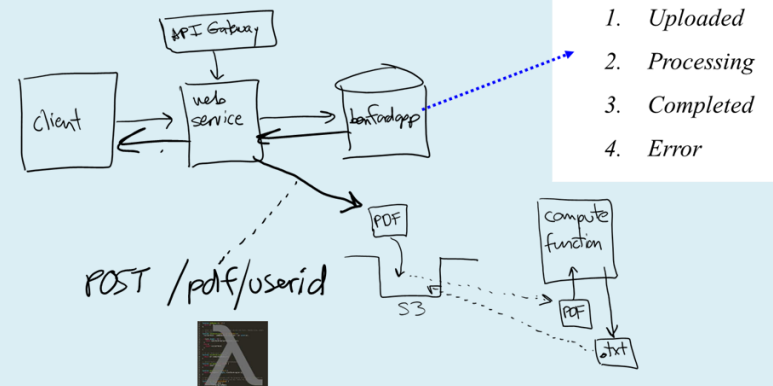 API Gateway
client
web
service
benfordapp
1. Uploaded
2. Processing
3. Completed
4. Error
PDF
compute
function
POST /pdf/userid
S3
PDF
.txt
λ